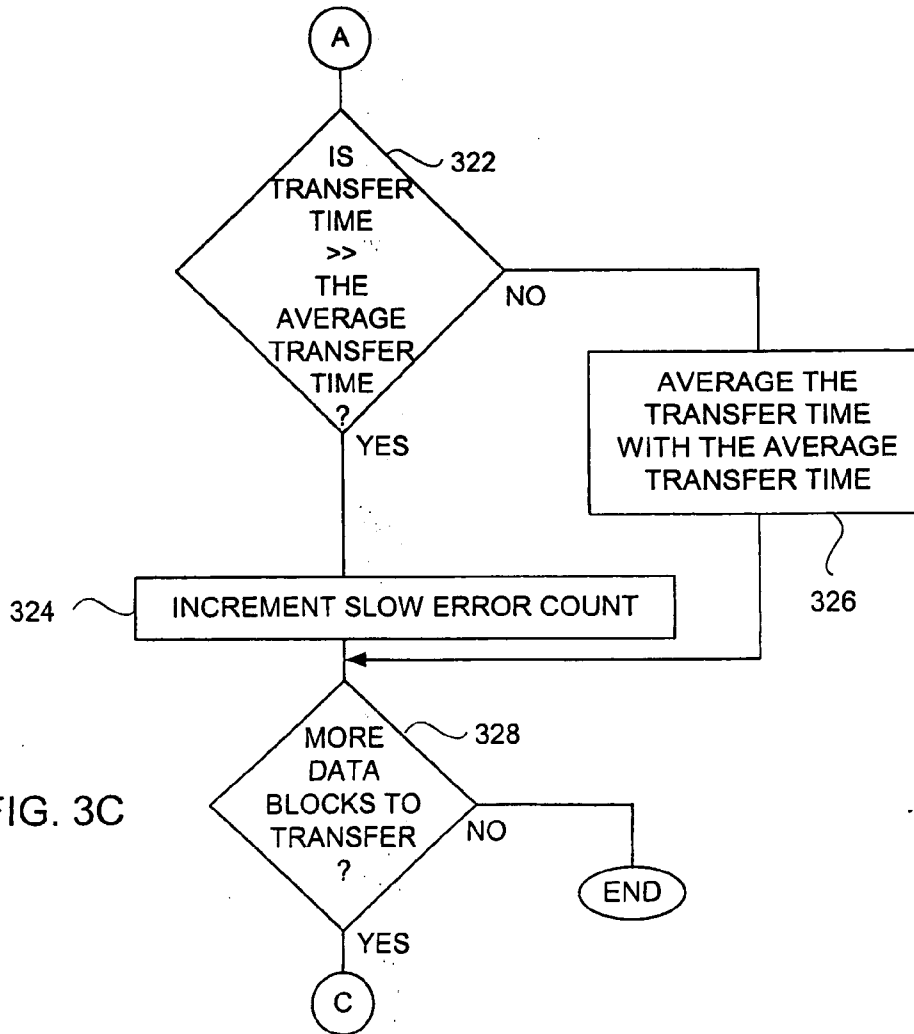 A
IS
TRANSFER
TIME
>>
THE
AVERAGE
TRANSFER
TIME
?
322
NO
YES
AVERAGE THE
TRANSFER TIME
WITH THE AVERAGE
TRANSFER TIME
326
324
INCREMENT SLOW ERROR COUNT
MORE
DATA
BLOCKS TO
TRANSFER
?
328
NO
END
YES
C
FIG. 3C